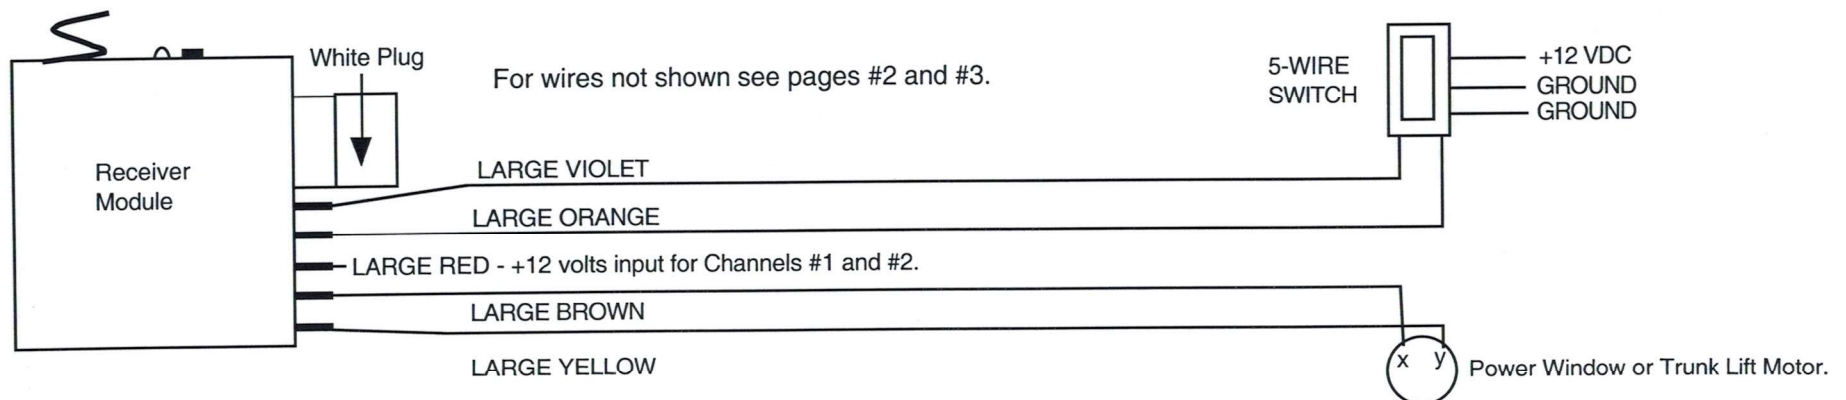 White Plug
For wires not shown see pages #2 and #3.
5-WIRE
SWITCH
+12 VDC
GROUND
GROUND
Receiver
Module
LARGE VIOLET
LARGE ORANGE
LARGE RED - +12 volts input for Channels #1 and #2.
LARGE BROWN
LARGE YELLOW
x y
Power Window or Trunk Lift Motor.